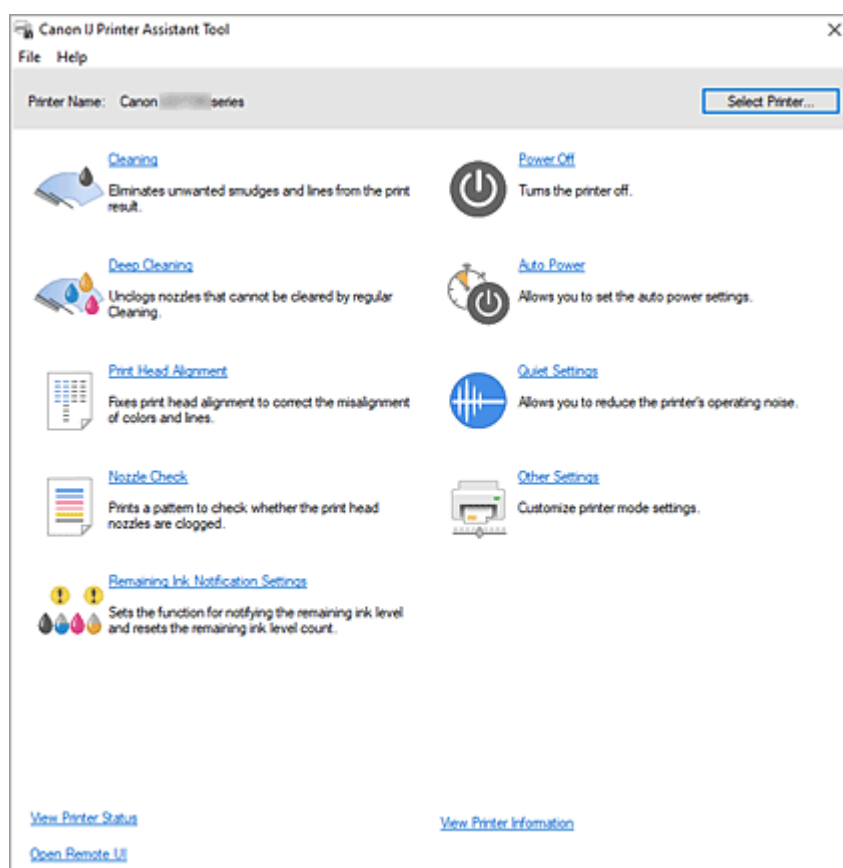 Canon IJ Printer Assistant Tool
File Help
Printer Name: Canon series
Select Printer...
Cleaning
Eliminates unwanted smudges and lines from the print
result.
Power Off
Turns the printer off.
Deep Cleaning
Unclogs nozzles that cannot be cleared by regular
Cleaning.
Auto Power
Allows you to set the auto power settings.
Print Head Alignment
Fixes print head alignment to correct the misalignment
of colors and lines.
Quiet Settings
Allows you to reduce the printer's operating noise.
Nozzle Check
Prints a pattern to check whether the print head
nozzles are clogged.
Other Settings
Customize printer mode settings.
Remaining Ink Notification Settings
Sets the function for notifying the remaining ink level
and resets the remaining ink level count.
View Printer Status
View Printer Information
Open Remote UI